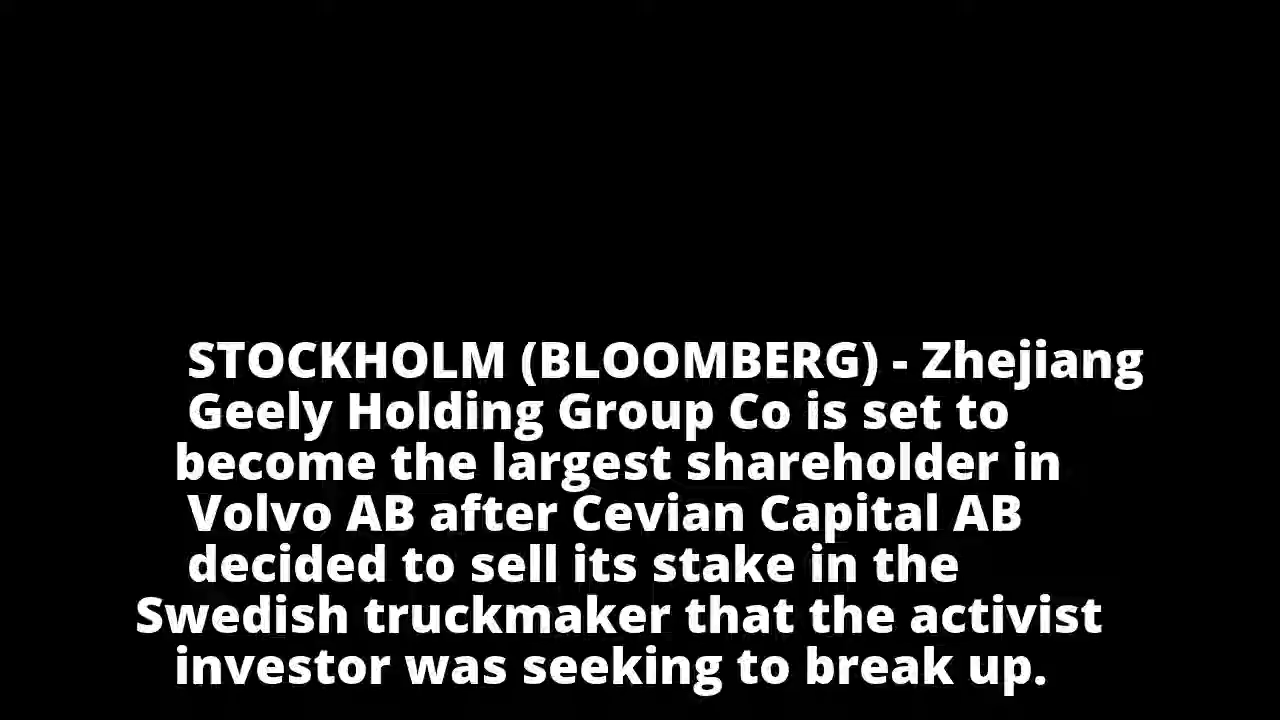 STOCKHOLM (BLOOMBERG) - Zhejiang
Geely Holding Group Co is set to
become the largest shareholder in
Volvo AB after Cevian Capital AB
decided to sell its stake in the
Swedish truckmaker that the activist
investor was seeking to break up.